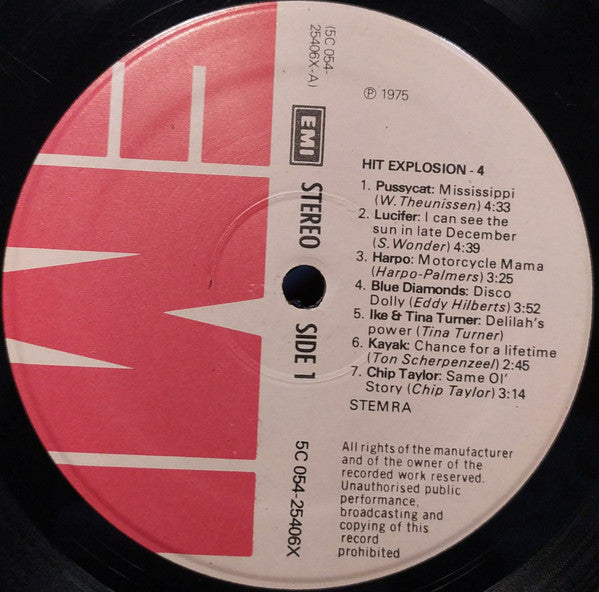 (5C 054-
25406X-A)
℗ 1975
EMI
STEREO SIDE 1
HIT EXPLOSION - 4
1. Pussycat: Mississippi
(W. Theunissen) 4:33
2. Lucifer: I can see the
sun in late December
(S. Wonder) 4:39
3. Harpo: Motorcycle Mama
(Harpo-Palmers) 3:25
4. Blue Diamonds: Disco
Dolly (Eddy Hilberts) 3:52
5. Ike & Tina Turner: Delilah's
power (Tina Turner)
6. Kayak: Chance for a lifetime
(Ton Scherpenzeel) 2:45
7. Chip Taylor: Same Ol'
Story (Chip Taylor) 3:14
STEMRA
5C 054-25406X
All rights of the manufacturer
and of the owner of the
recorded work reserved.
Unauthorised public
performance,
broadcasting and
copying of this
record
prohibited
EMI